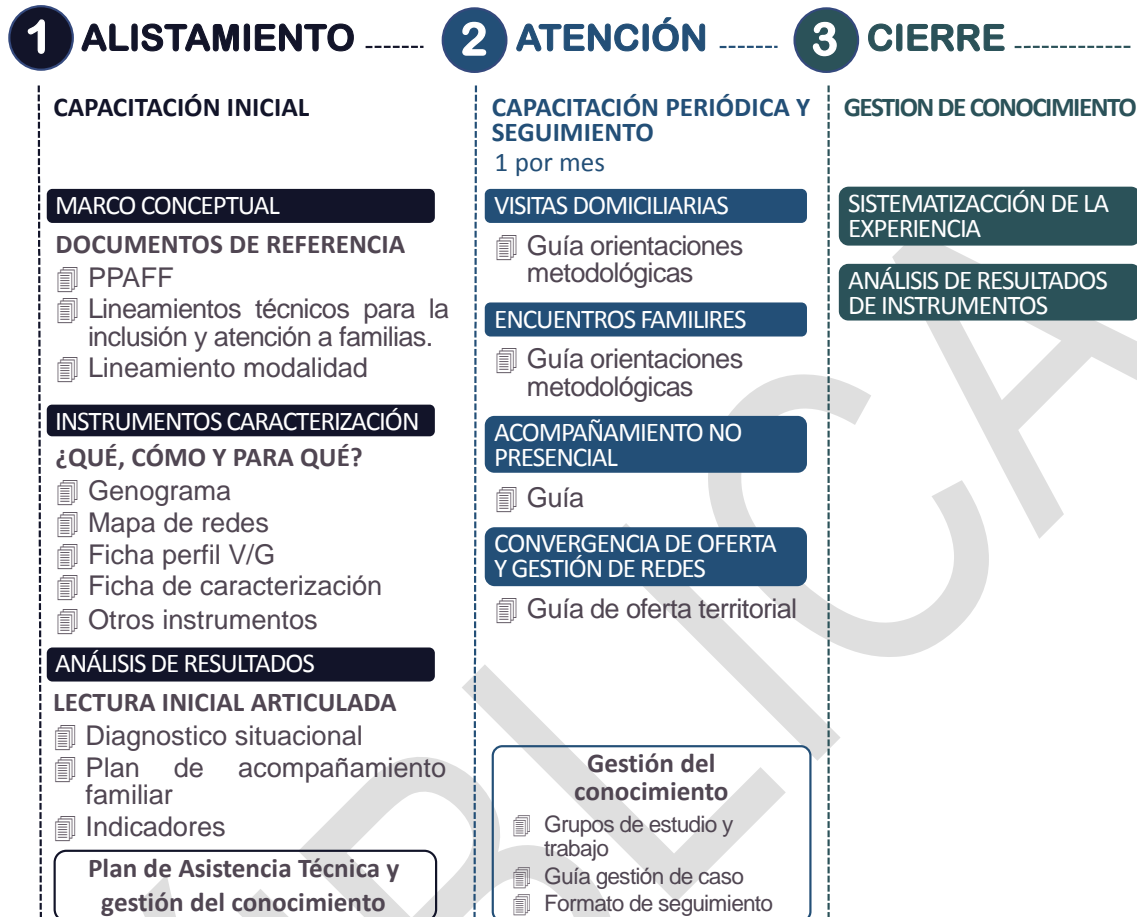 1 ALISTAMIENTO
CAPACITACIÓN INICIAL
MARCO CONCEPTUAL
DOCUMENTOS DE REFERENCIA
PPAFF
Lineamientos técnicos para la
inclusión y atención a familias.
Lineamiento modalidad
INSTRUMENTOS CARACTERIZACIÓN
¿QUÉ, CÓMO Y PARA QUÉ?
Genograma
Mapa de redes
Ficha perfil V/G
Ficha de caracterización
Otros instrumentos
ANÁLISIS DE RESULTADOS
LECTURA INICIAL ARTICULADA
Diagnostico situacional
Plan de acompañamiento
familiar
Indicadores
Plan de Asistencia Técnica y
gestión del conocimiento
2 ATENCIÓN
CAPACITACIÓN PERIÓDICA Y
SEGUIMIENTO
1 por mes
VISITAS DOMICILIARIAS
Guía orientaciones
metodológicas
ENCUENTROS FAMILIRES
Guía orientaciones
metodológicas
ACOMPAÑAMIENTO NO
PRESENCIAL
Guía
CONVERGENCIA DE OFERTA
Y GESTIÓN DE REDES
Guía de oferta territorial
Gestión del
conocimiento
Grupos de estudio y
trabajo
Guía gestión de caso
Formato de seguimiento
3 CIERRE
GESTION DE CONOCIMIENTO
SISTEMATIZACCIÓN DE LA
EXPERIENCIA
ANÁLISIS DE RESULTADOS
DE INSTRUMENTOS